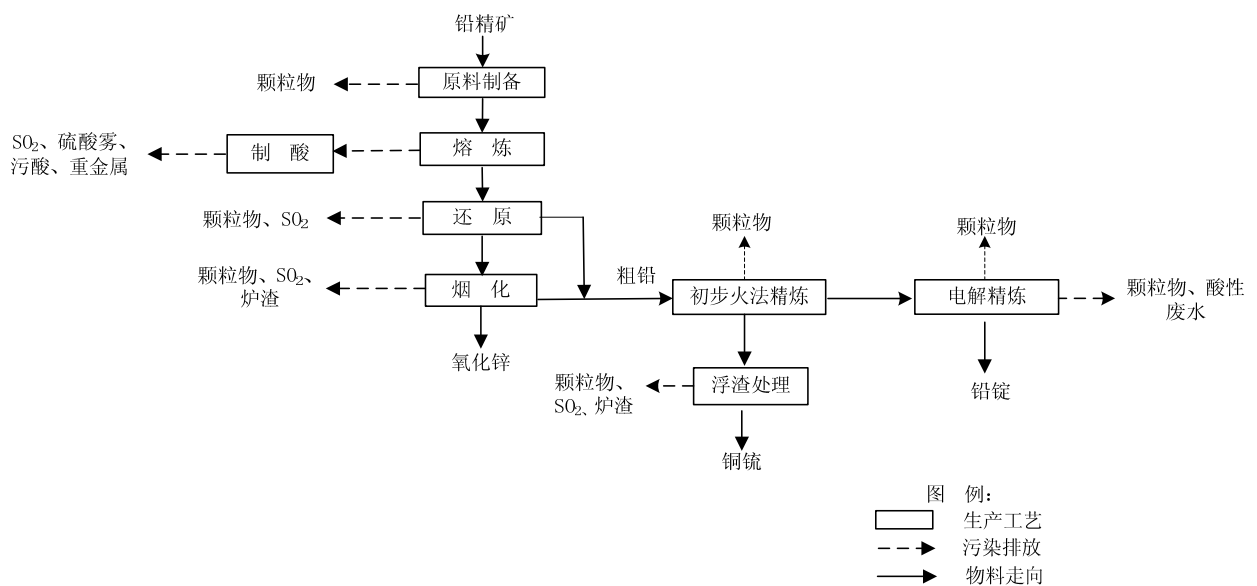 铅精矿
颗粒物
原料制备
SO₂、硫酸雾、
污酸、重金属
制 酸
熔 炼
颗粒物、SO₂
还 原
颗粒物、SO₂、
炉渣
烟化
氧化锌
粗铅
颗粒物
初步火法精炼
颗粒物
电解精炼
颗粒物、酸性
废水
颗粒物、
SO₂、炉渣
浮渣处理
铜锍
铅锭
图 例：
生产工艺
污染排放
物料走向